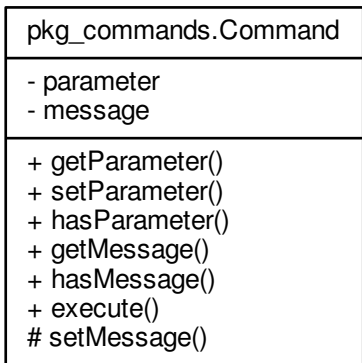 pkg_commands.Command
- parameter
- message
+ getParameter()
+ setParameter()
+ hasParameter()
+ getMessage()
+ hasMessage()
+ execute()
# setMessage()